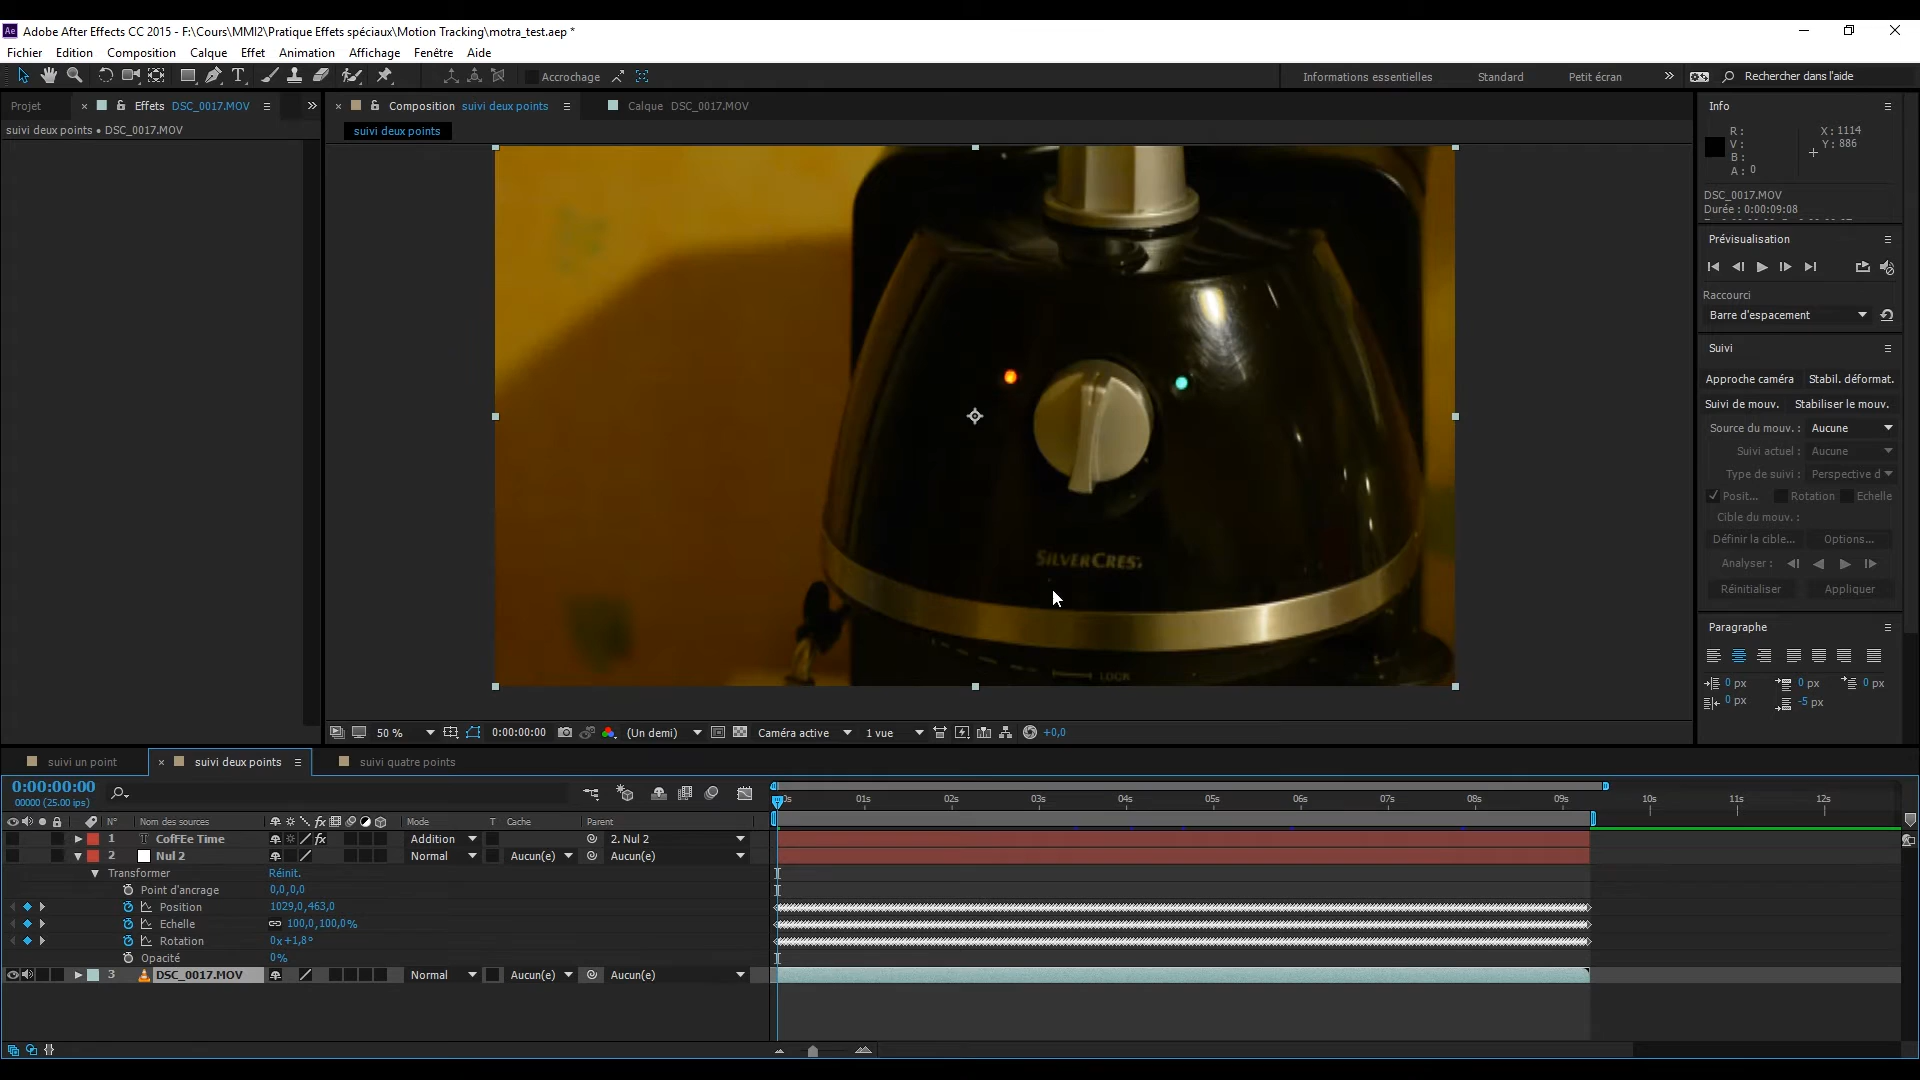 Adobe After Effects CC 2015 - F:\Cours\MMI2\Pratique Effets spéciaux\Motion Tracking\motra_test.aep *
Fichier Edition Composition Calque Effet Animation Affichage Fenêtre Aide
Accrochage Informations essentielles Standard Petit écran Rechercher dans l'aide
Projet Effets DSC_0017.MOV Composition suivi deux points Calque DSC_0017.MOV
suivi deux points • DSC_0017.MOV
suivi deux points
Info
R :
V :
B :
A : 0
X : 1114
Y : 886
DSC_0017.MOV
Durée : 0:00:09:08
Prévisualisation
Raccourci
Barre d'espacement
Suivi
Approche caméra Stabil. déformat.
Suivi de mouv. Stabiliser le mouv.
Source du mouv. : Aucune
Suivi actuel : Aucune
Type de suivi : Perspective d
Posit... Rotation Echelle
Cible du mouv. :
Définir la cible... Options...
Analyser :
Réinitialiser Appliquer
Paragraphe
0 px 0 px 0 px
0 px -5 px
SILVERCREST
LOCK
50 % 0:00:00:00 (Un demi) Caméra active 1 vue +0,0
suivi un point suivi deux points suivi quatre points
0:00:00:00
00000 (25.00 ips)
01s 02s 03s 04s 05s 06s 07s 08s 09s 10s 11s 12s
N° Nom des sources Mode T Cache Parent
1 T CofFEe Time fx Addition 2. Nul 2
2 Nul 2 Normal Aucun(e) Aucun(e)
Transformer Réinit.
Point d'ancrage 0,0,0,0
Position 1029,0,463,0
Echelle 100,0,100,0%
Rotation 0x+1,8°
Opacité 0%
3 DSC_0017.MOV Normal Aucun(e) Aucun(e)